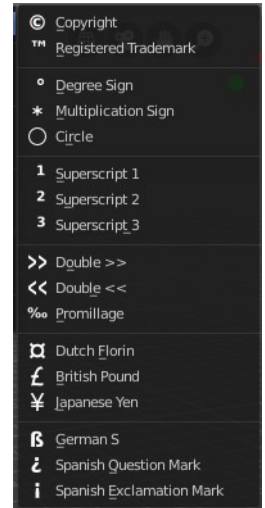 © Copyright
™ Registered Trademark
° Degree Sign
* Multiplication Sign
◯ Circle
¹ Superscript 1
² Superscript 2
³ Superscript 3
>> Double >>
<< Double <<
‰ Promillage
¤ Dutch Florin
£ British Pound
¥ Japanese Yen
ß German S
¿ Spanish Question Mark
¡ Spanish Exclamation Mark